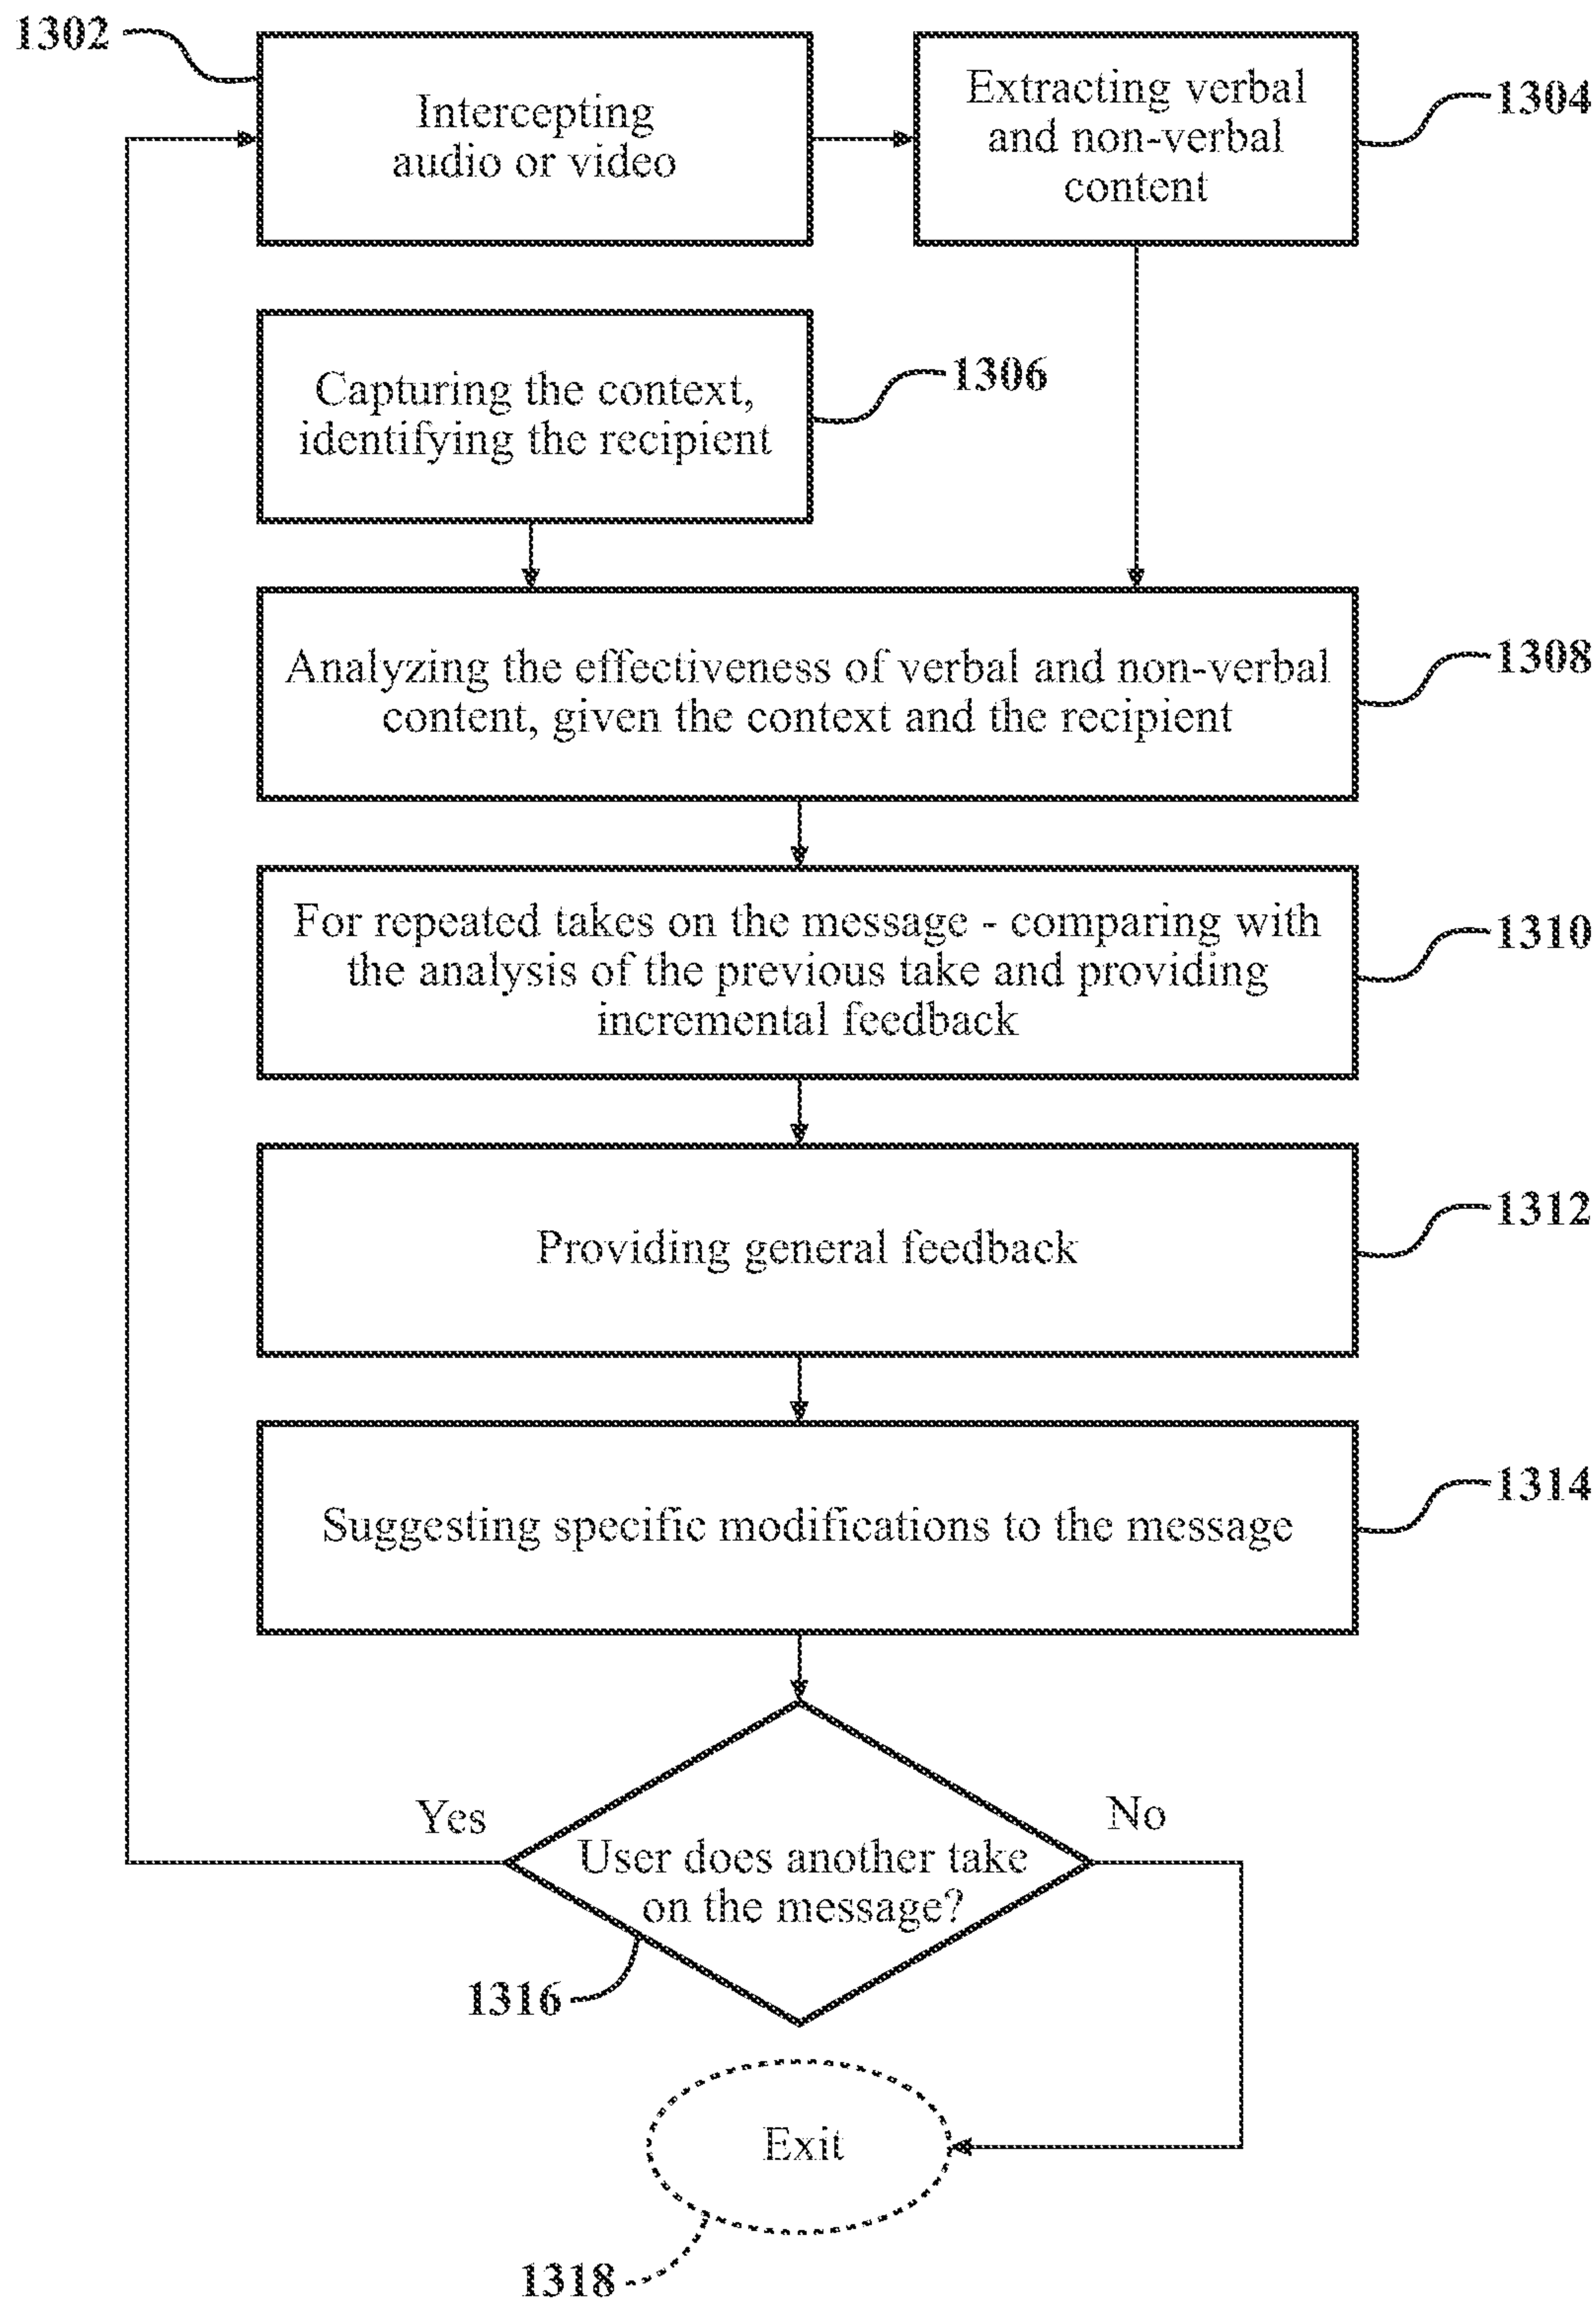 1302
Intercepting
audio or video
Extracting verbal
and non-verbal
content
1304
Capturing the context,
identifying the recipient
1306
Analyzing the effectiveness of verbal and non-verbal
content, given the context and the recipient
1308
For repeated takes on the message - comparing with
the analysis of the previous take and providing
incremental feedback
1310
Providing general feedback
1312
Suggesting specific modifications to the message
1314
Yes
No
User does another take
on the message?
1316
Exit
1318